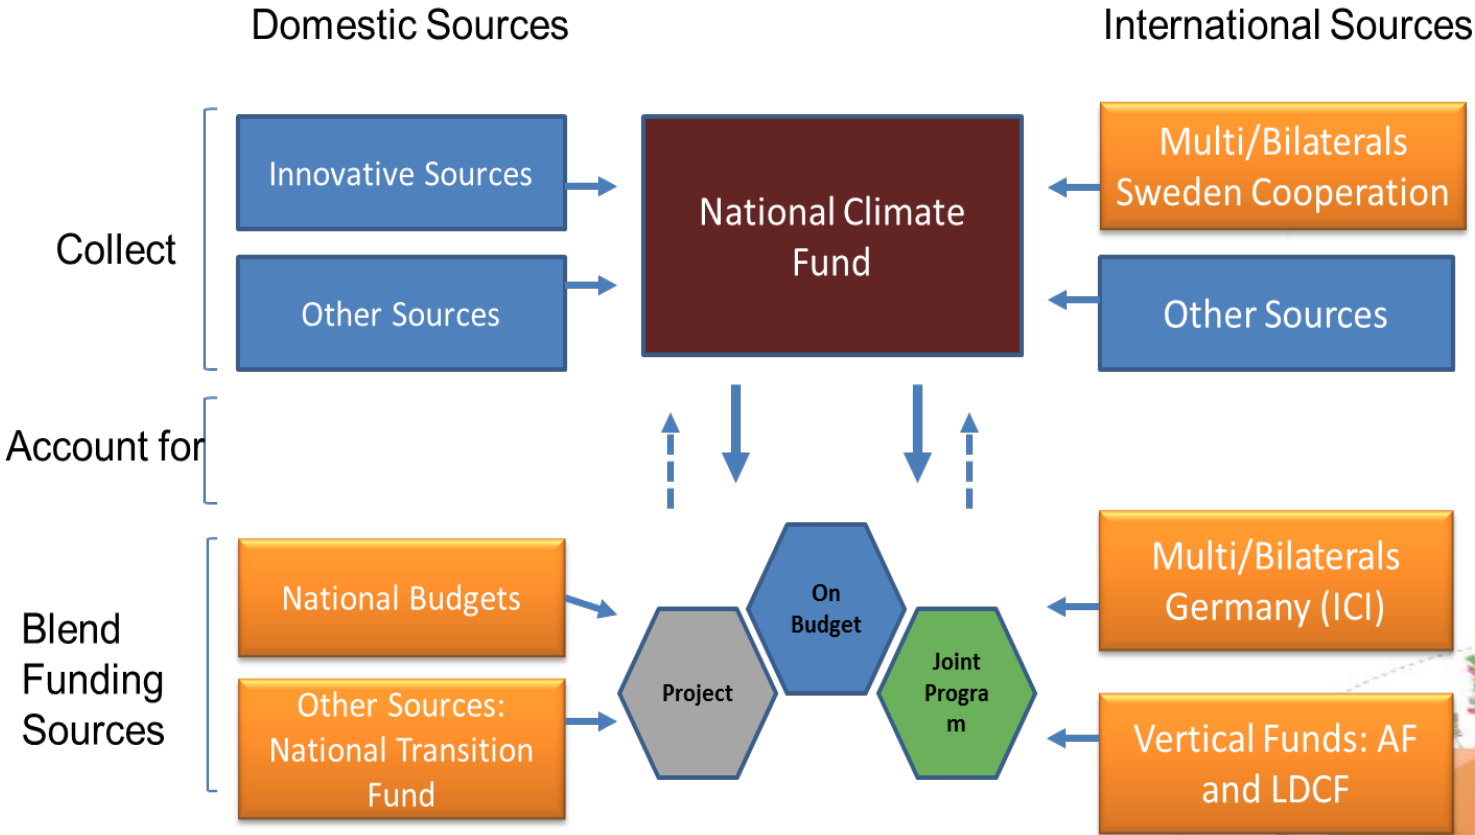 Domestic Sources
International Sources
Collect
Innovative Sources
Other Sources
National Climate
Fund
Multi/Bilaterals
Sweden Cooperation
Other Sources
Account for
Blend
Funding
Sources
National Budgets
Other Sources:
National Transition
Fund
Project
On
Budget
Joint
Progra
m
Multi/Bilaterals
Germany (ICI)
Vertical Funds: AF
and LDCF